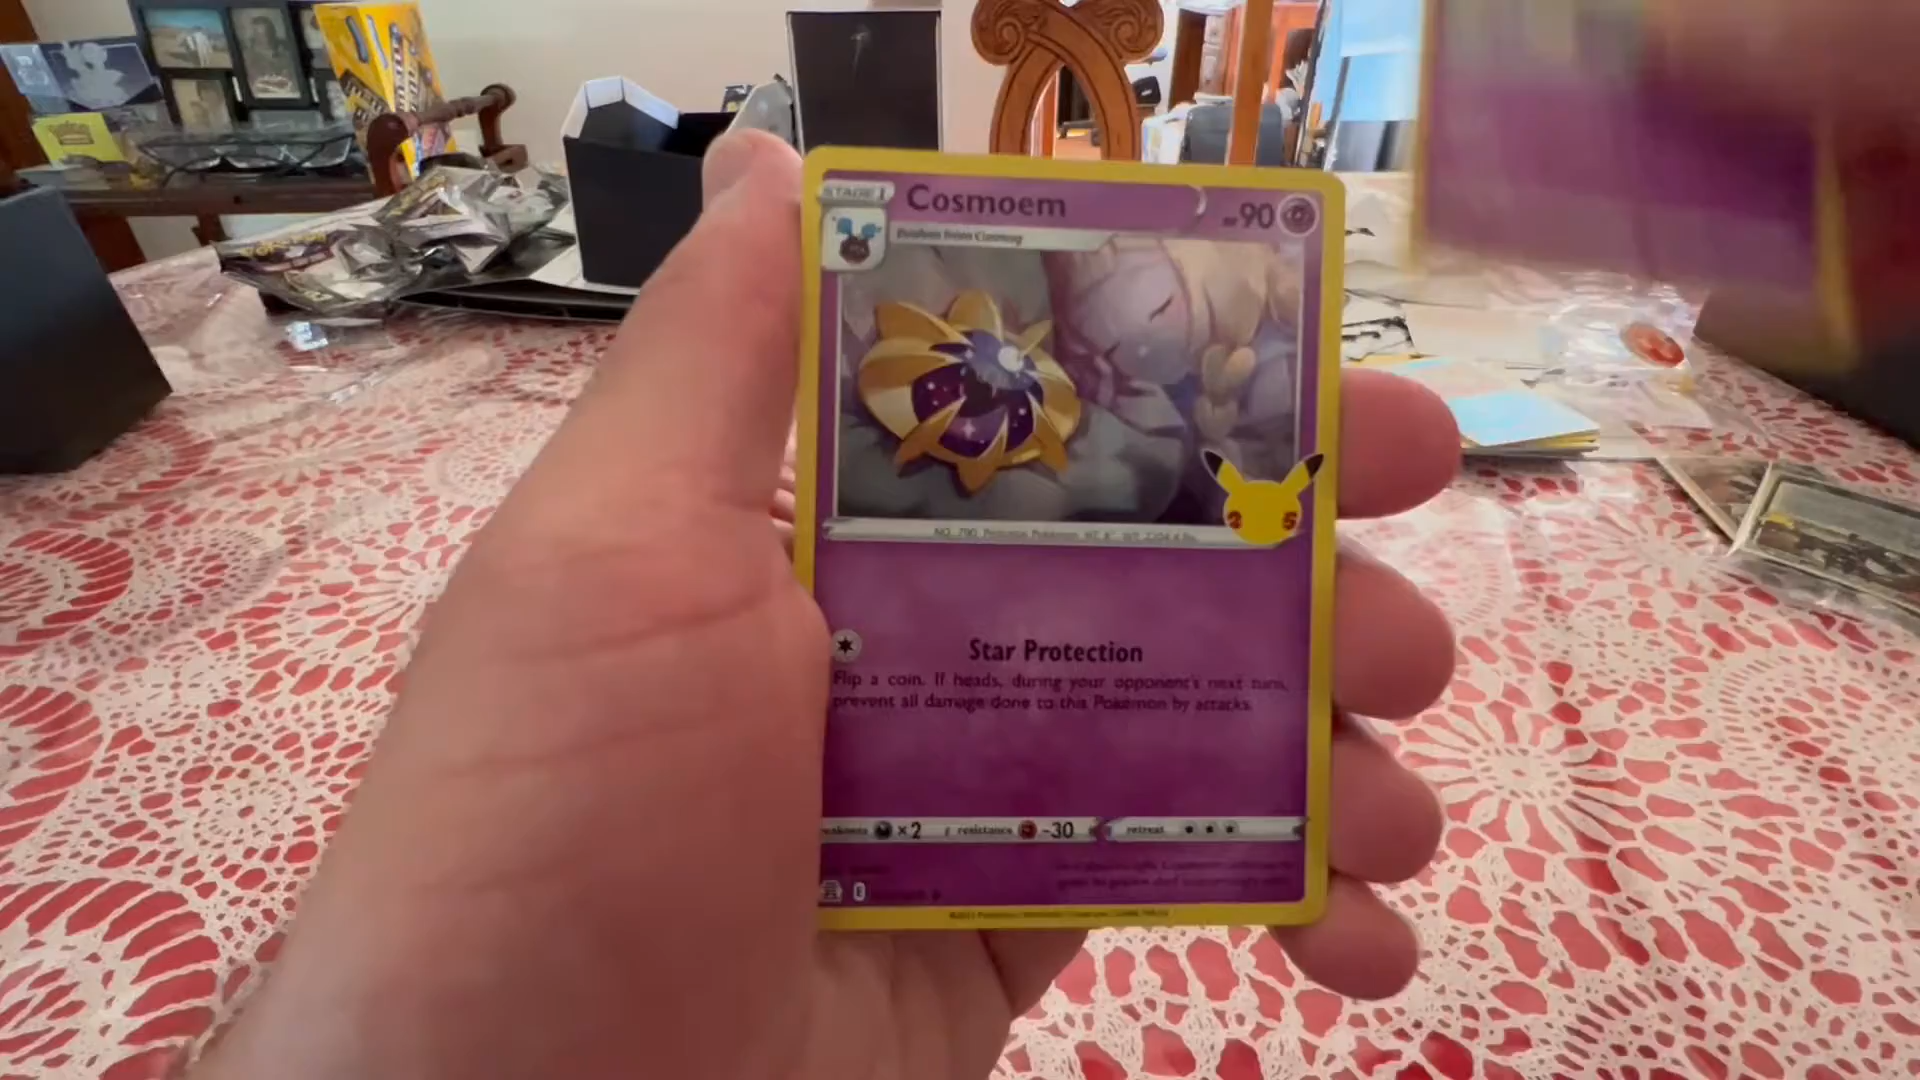 STAGE 1
Cosmoem
HP 90
Evolves from Cosmog
25
NO. 790 Protostar Pokémon HT: 4" WT: 2204.4 lbs.
Star Protection
Flip a coin. If heads, during your opponent's next turn,
prevent all damage done to this Pokémon by attacks.
weakness ×2 resistance -30 retreat
E